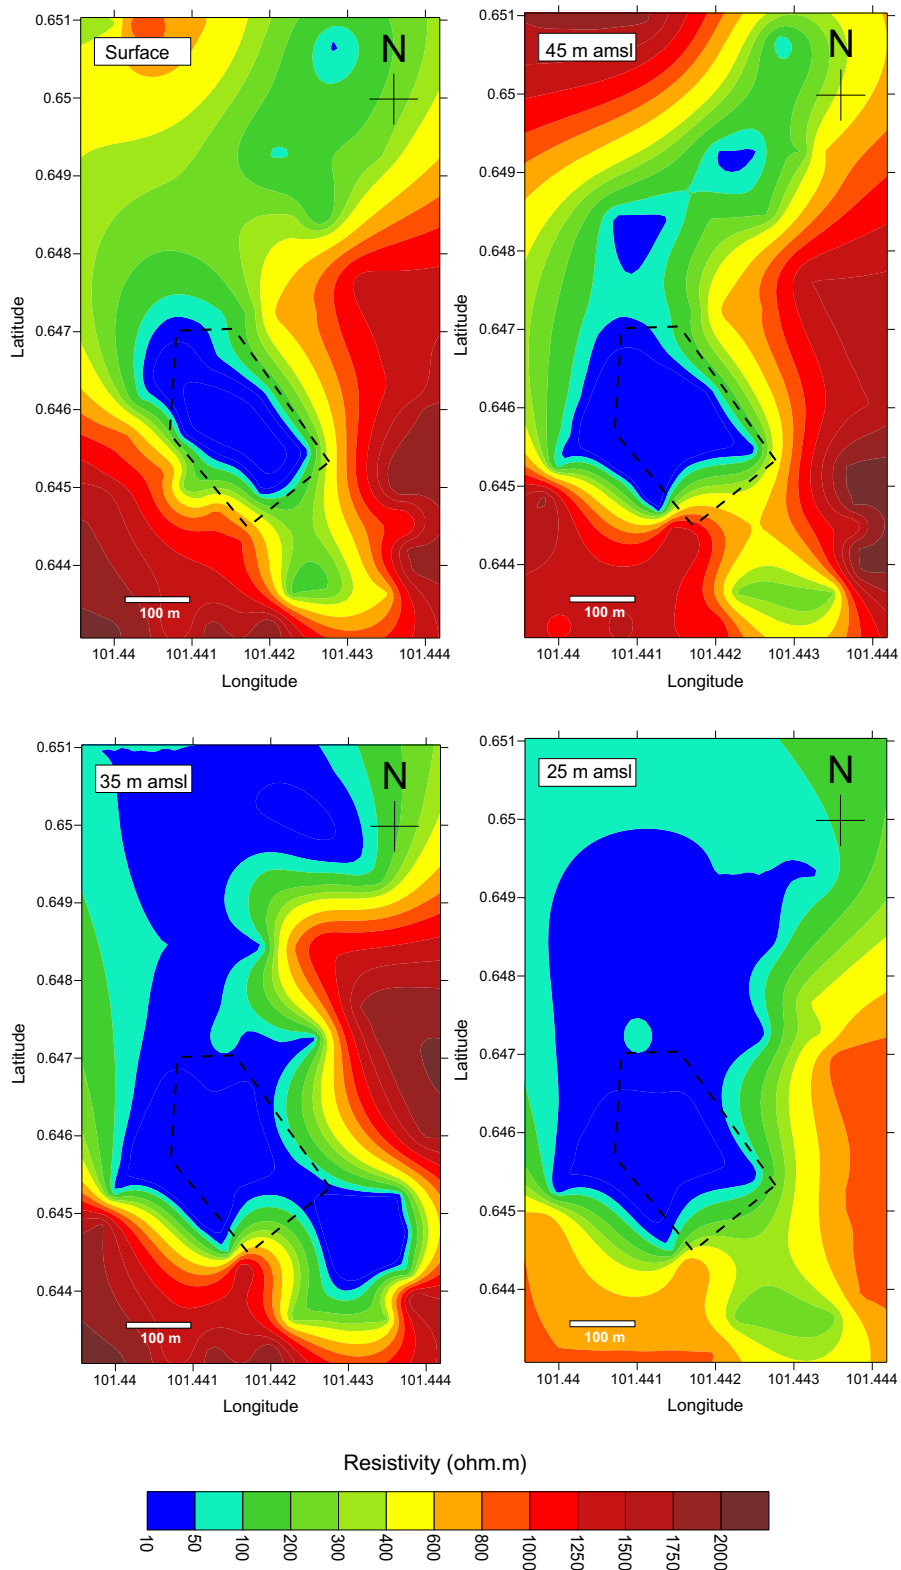 Surface
N
0.651
0.65
0.649
0.648
0.647
0.646
0.645
0.644
Latitude
100 m
101.44 101.441 101.442 101.443 101.444
Longitude
45 m amsl
N
0.651
0.65
0.649
0.648
0.647
0.646
0.645
0.644
Latitude
100 m
101.44 101.441 101.442 101.443 101.444
Longitude
35 m amsl
N
0.651
0.65
0.649
0.648
0.647
0.646
0.645
0.644
Latitude
100 m
101.44 101.441 101.442 101.443 101.444
Longitude
25 m amsl
N
0.651
0.65
0.649
0.648
0.647
0.646
0.645
0.644
Latitude
100 m
101.44 101.441 101.442 101.443 101.444
Longitude
Resistivity (ohm.m)
10 50 100 200 300 400 600 800 1000 1250 1500 1750 2000